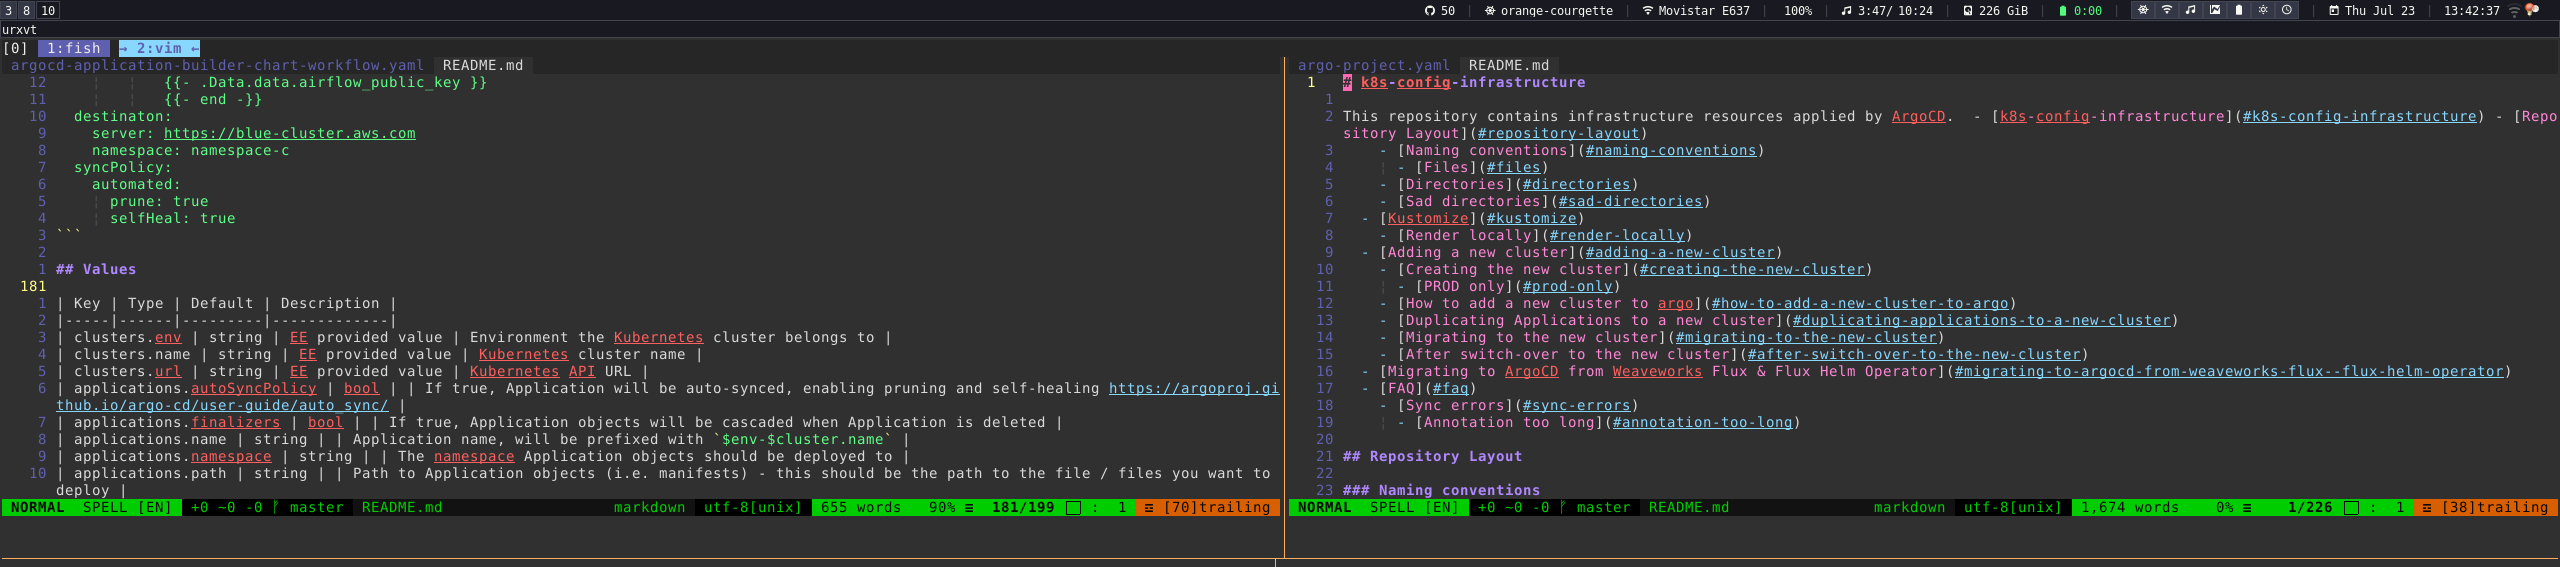 3 8 10 50 | orange-courgette | Movistar E637 | 100% | 3:47/ 10:24 | 226 GiB | 0:00 | | Thu Jul 23 | 13:42:37
urxvt
[0] 1:fish → 2:vim ←
argocd-application-builder-chart-workflow.yaml README.md
12 {{- .Data.data.airflow_public_key }}
11 {{- end -}}
10 destinaton:
9 server: https://blue-cluster.aws.com
8 namespace: namespace-c
7 syncPolicy:
6 automated:
5 ¦ prune: true
4 ¦ selfHeal: true
3 ```
2
1 ## Values
181
1 | Key | Type | Default | Description |
2 |-----|------|---------|-------------|
3 | clusters.env | string | EE provided value | Environment the Kubernetes cluster belongs to |
4 | clusters.name | string | EE provided value | Kubernetes cluster name |
5 | clusters.url | string | EE provided value | Kubernetes API URL |
6 | applications.autoSyncPolicy | bool | | If true, Application will be auto-synced, enabling pruning and self-healing https://argoproj.gi
thub.io/argo-cd/user-guide/auto_sync/ |
7 | applications.finalizers | bool | | If true, Application objects will be cascaded when Application is deleted |
8 | applications.name | string | | Application name, will be prefixed with `$env-$cluster.name` |
9 | applications.namespace | string | | The namespace Application objects should be deployed to |
10 | applications.path | string | | Path to Application objects (i.e. manifests) - this should be the path to the file / files you want to
deploy |
NORMAL SPELL [EN] +0 ~0 -0 master README.md markdown utf-8[unix] 655 words 90% ≡ 181/199 : 1 [70]trailing
argo-project.yaml README.md
1 # k8s-config-infrastructure
1
2 This repository contains infrastructure resources applied by ArgoCD. - [k8s-config-infrastructure](#k8s-config-infrastructure) - [Repo
sitory Layout](#repository-layout)
3 - [Naming conventions](#naming-conventions)
4 ¦ - [Files](#files)
5 - [Directories](#directories)
6 - [Sad directories](#sad-directories)
7 - [Kustomize](#kustomize)
8 - [Render locally](#render-locally)
9 - [Adding a new cluster](#adding-a-new-cluster)
10 - [Creating the new cluster](#creating-the-new-cluster)
11 ¦ - [PROD only](#prod-only)
12 - [How to add a new cluster to argo](#how-to-add-a-new-cluster-to-argo)
13 - [Duplicating Applications to a new cluster](#duplicating-applications-to-a-new-cluster)
14 - [Migrating to the new cluster](#migrating-to-the-new-cluster)
15 - [After switch-over to the new cluster](#after-switch-over-to-the-new-cluster)
16 - [Migrating to ArgoCD from Weaveworks Flux & Flux Helm Operator](#migrating-to-argocd-from-weaveworks-flux--flux-helm-operator)
17 - [FAQ](#faq)
18 - [Sync errors](#sync-errors)
19 ¦ - [Annotation too long](#annotation-too-long)
20
21 ## Repository Layout
22
23 ### Naming conventions
NORMAL SPELL [EN] +0 ~0 -0 master README.md markdown utf-8[unix] 1,674 words 0% ≡ 1/226 : 1 [38]trailing